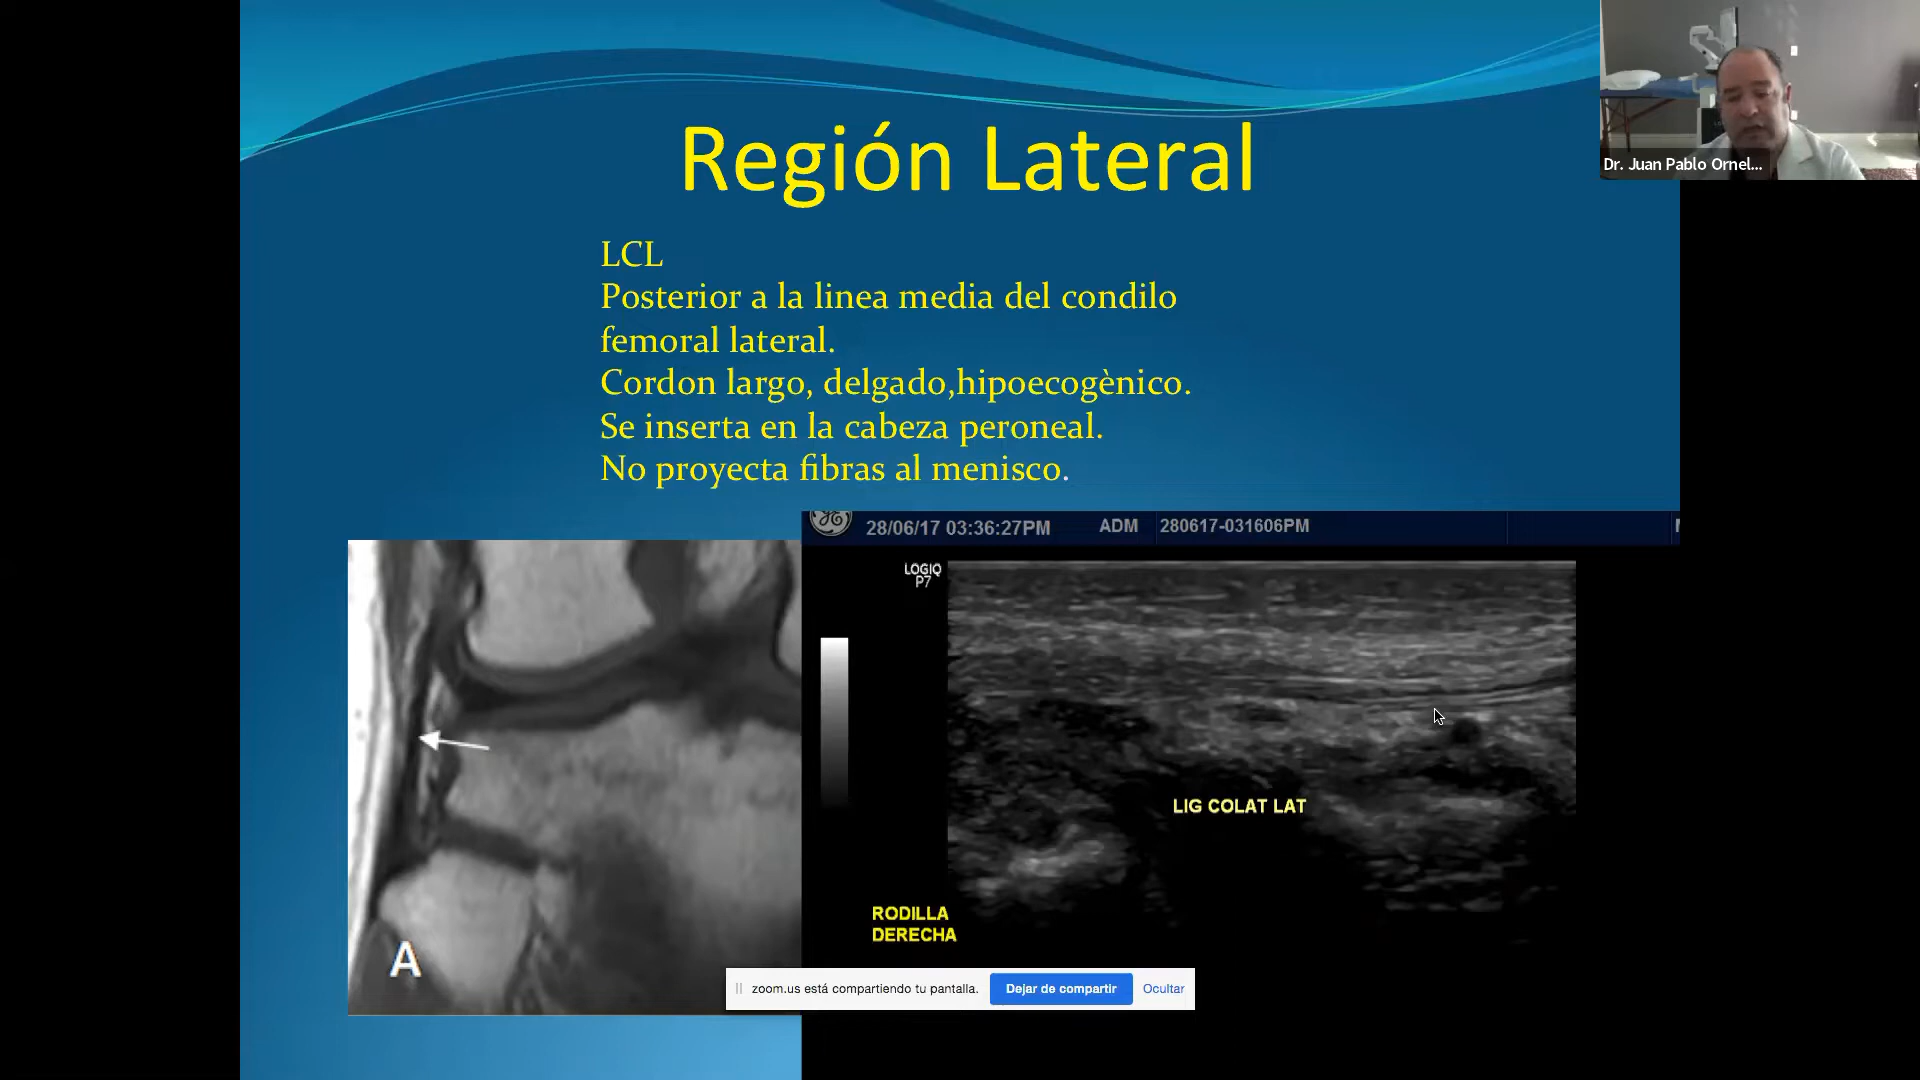 Región Lateral
Dr. Juan Pablo Ornel...
LCL
Posterior a la linea media del condilo
femoral lateral.
Cordon largo, delgado,hipoecogènico.
Se inserta en la cabeza peroneal.
No proyecta fibras al menisco.
28/06/17 03:36:27PM ADM 280617-031606PM
LOGIQ
P7
LIG COLAT LAT
RODILLA
DERECHA
A
zoom.us está compartiendo tu pantalla. Dejar de compartir Ocultar